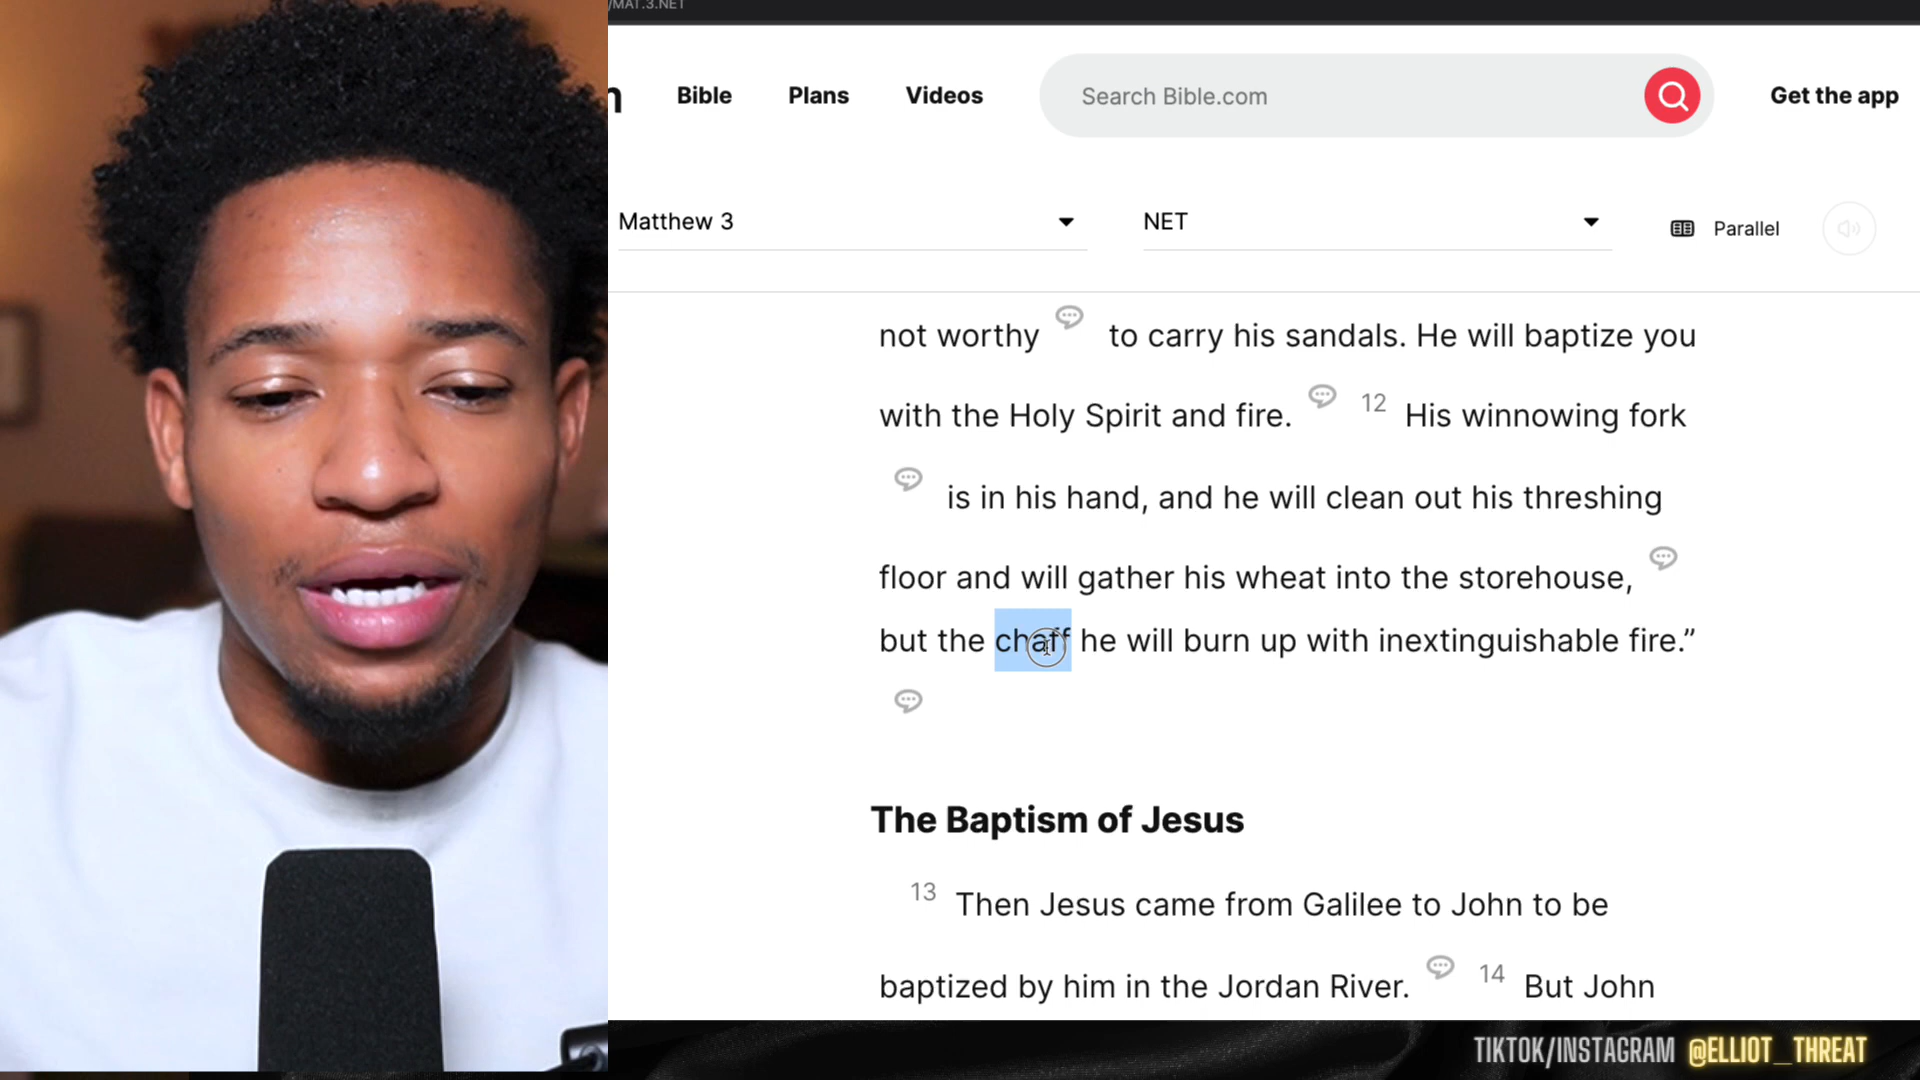 /MAT.3.NET
Bible Plans Videos Search Bible.com Get the app
Matthew 3 NET Parallel
not worthy to carry his sandals. He will baptize you
with the Holy Spirit and fire. 12 His winnowing fork
is in his hand, and he will clean out his threshing
floor and will gather his wheat into the storehouse,
but the chaff he will burn up with inextinguishable fire.”
The Baptism of Jesus
13 Then Jesus came from Galilee to John to be
baptized by him in the Jordan River. 14 But John
TIKTOK/INSTAGRAM @ELLIOT_THREAT